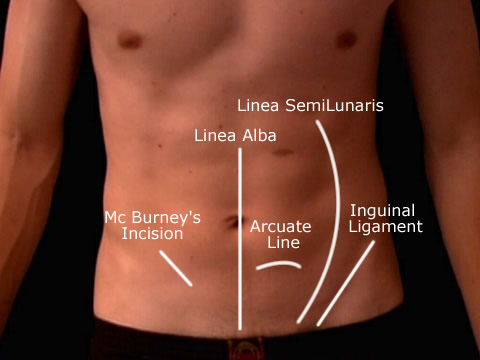 Linea SemiLunaris
Linea Alba
Mc Burney's
Incision
Arcuate
Line
Inguinal
Ligament